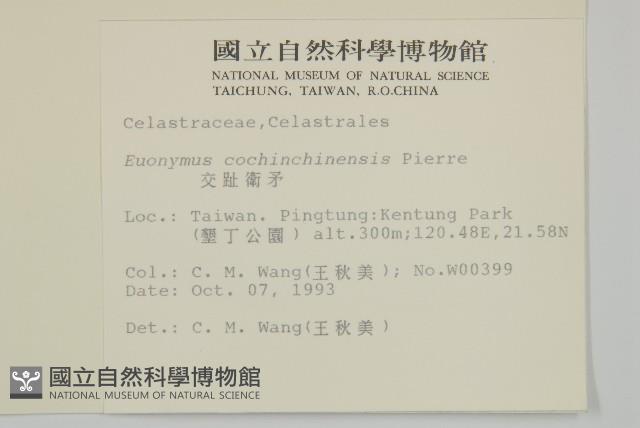 國立自然科學博物館
NATIONAL MUSEUM OF NATURAL SCIENCE
TAICHUNG, TAIWAN, R.O.CHINA
Celastraceae,Celastrales
Euonymus cochinchinensis Pierre
交趾衛矛
Loc.: Taiwan. Pingtung:Kentung Park
(墾丁公園) alt.300m;120.48E,21.58N
Col.: C. M. Wang(王秋美); No.W00399
Date: Oct. 07, 1993
Det.: C. M. Wang(王秋美)
國立自然科學博物館
NATIONAL MUSEUM OF NATURAL SCIENCE